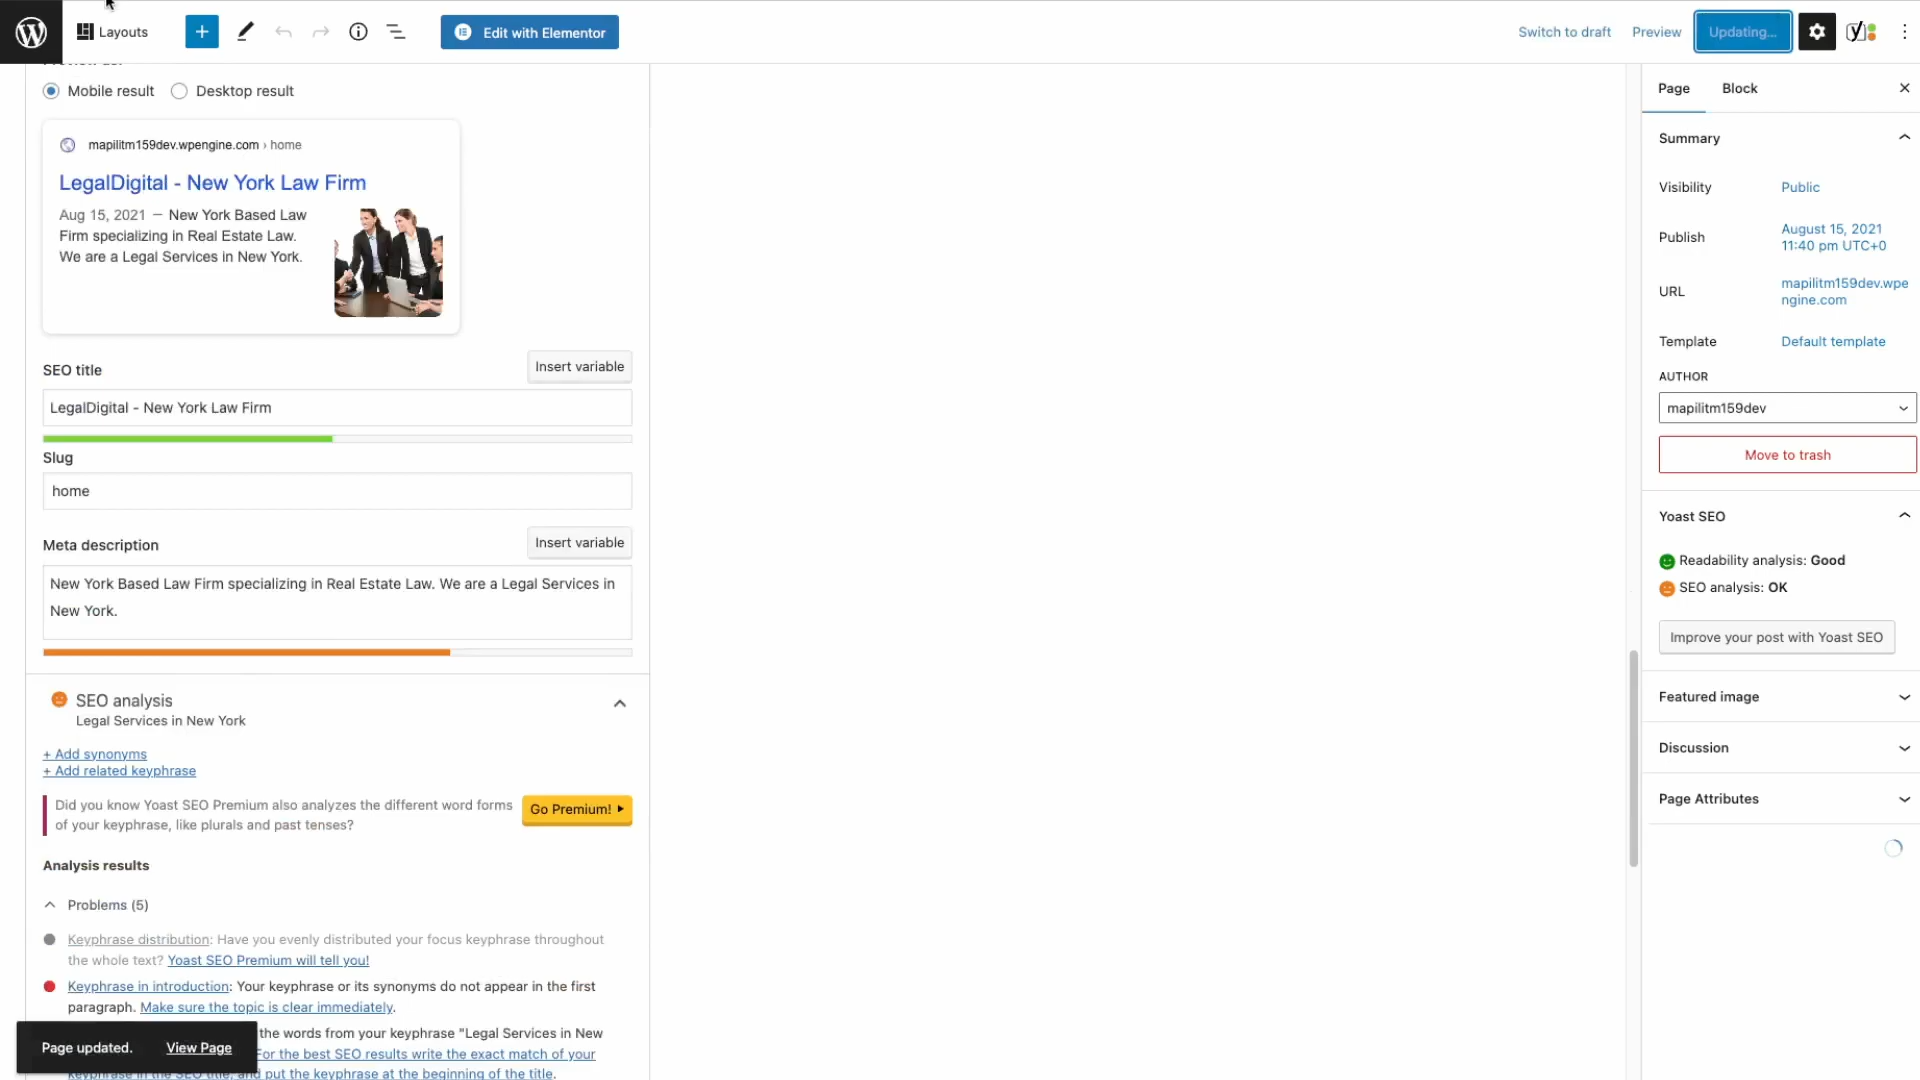 Layouts
Edit with Elementor
Switch to draft
Preview
Updating...
Mobile result
Desktop result
mapilitm159dev.wpengine.com › home
LegalDigital - New York Law Firm
Aug 15, 2021 – New York Based Law
Firm specializing in Real Estate Law.
We are a Legal Services in New York.
SEO title
Insert variable
LegalDigital - New York Law Firm
Slug
home
Meta description
Insert variable
New York Based Law Firm specializing in Real Estate Law. We are a Legal Services in
New York.
SEO analysis
Legal Services in New York
+ Add synonyms
+ Add related keyphrase
Did you know Yoast SEO Premium also analyzes the different word forms
of your keyphrase, like plurals and past tenses?
Go Premium!
Analysis results
Problems (5)
Keyphrase distribution: Have you evenly distributed your focus keyphrase throughout
the whole text? Yoast SEO Premium will tell you!
Keyphrase in introduction: Your keyphrase or its synonyms do not appear in the first
paragraph. Make sure the topic is clear immediately.
the words from your keyphrase "Legal Services in New
For the best SEO results write the exact match of your
keyphrase in the SEO title, and put the keyphrase at the beginning of the title.
Page updated.
View Page
Page
Block
Summary
Visibility
Public
Publish
August 15, 2021
11:40 pm UTC+0
URL
mapilitm159dev.wpe
ngine.com
Template
Default template
AUTHOR
mapilitm159dev
Move to trash
Yoast SEO
Readability analysis: Good
SEO analysis: OK
Improve your post with Yoast SEO
Featured image
Discussion
Page Attributes